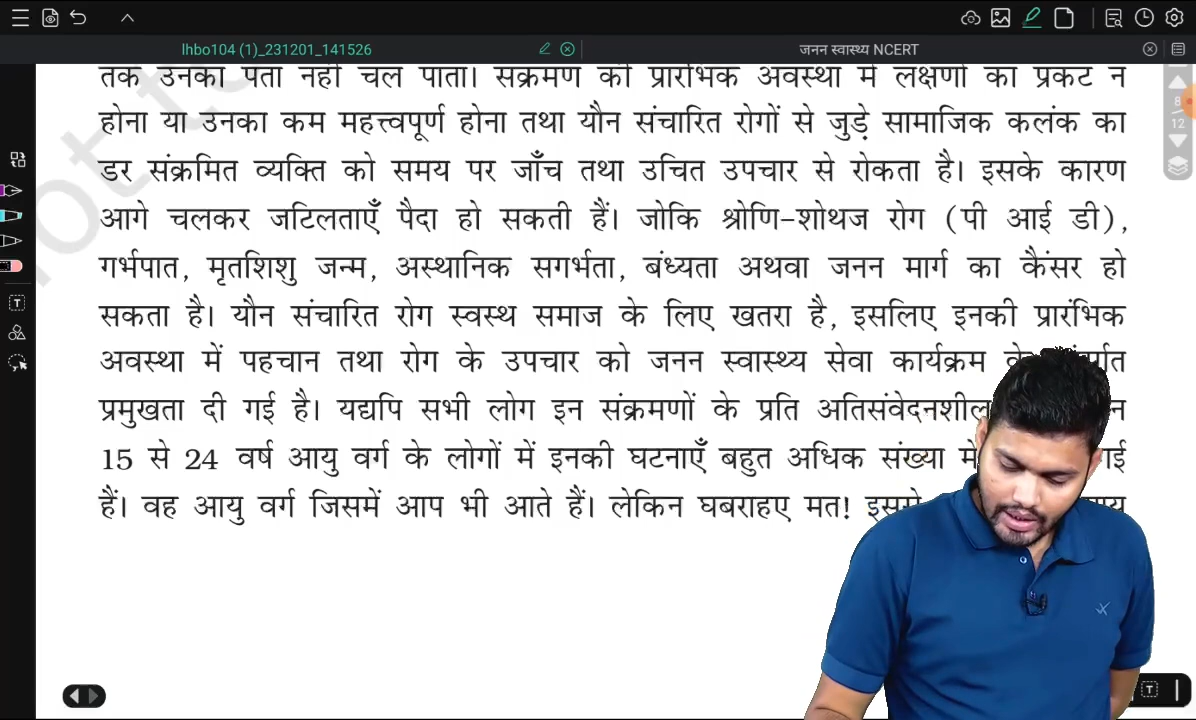 lhbo104 (1)_231201_141526
जनन स्वास्थ्य NCERT
तक उनका पता नहीं चल पाता। संक्रमण की प्रारंभिक अवस्था में लक्षणों का प्रकट न
होना या उनका कम महत्त्वपूर्ण होना तथा यौन संचारित रोगों से जुड़े सामाजिक कलंक का
डर संक्रमित व्यक्ति को समय पर जाँच तथा उचित उपचार से रोकता है। इसके कारण
आगे चलकर जटिलताएँ पैदा हो सकती हैं। जोकि श्रोणि-शोथज रोग (पी आई डी),
गर्भपात, मृतशिशु जन्म, अस्थानिक सगर्भता, बंध्यता अथवा जनन मार्ग का कैंसर हो
सकता है। यौन संचारित रोग स्वस्थ समाज के लिए खतरा है, इसलिए इनकी प्रारंभिक
अवस्था में पहचान तथा रोग के उपचार को जनन स्वास्थ्य सेवा कार्यक्रम
प्रमुखता दी गई है। यद्यपि सभी लोग इन संक्रमणों के प्रति
15 से 24 वर्ष आयु वर्ग के लोगों में इनकी घटनाएँ बहुत अधिक संख्या
हैं। वह आयु वर्ग जिसमें आप भी आते हैं। लेकिन घबराहए मत!
8
12
not